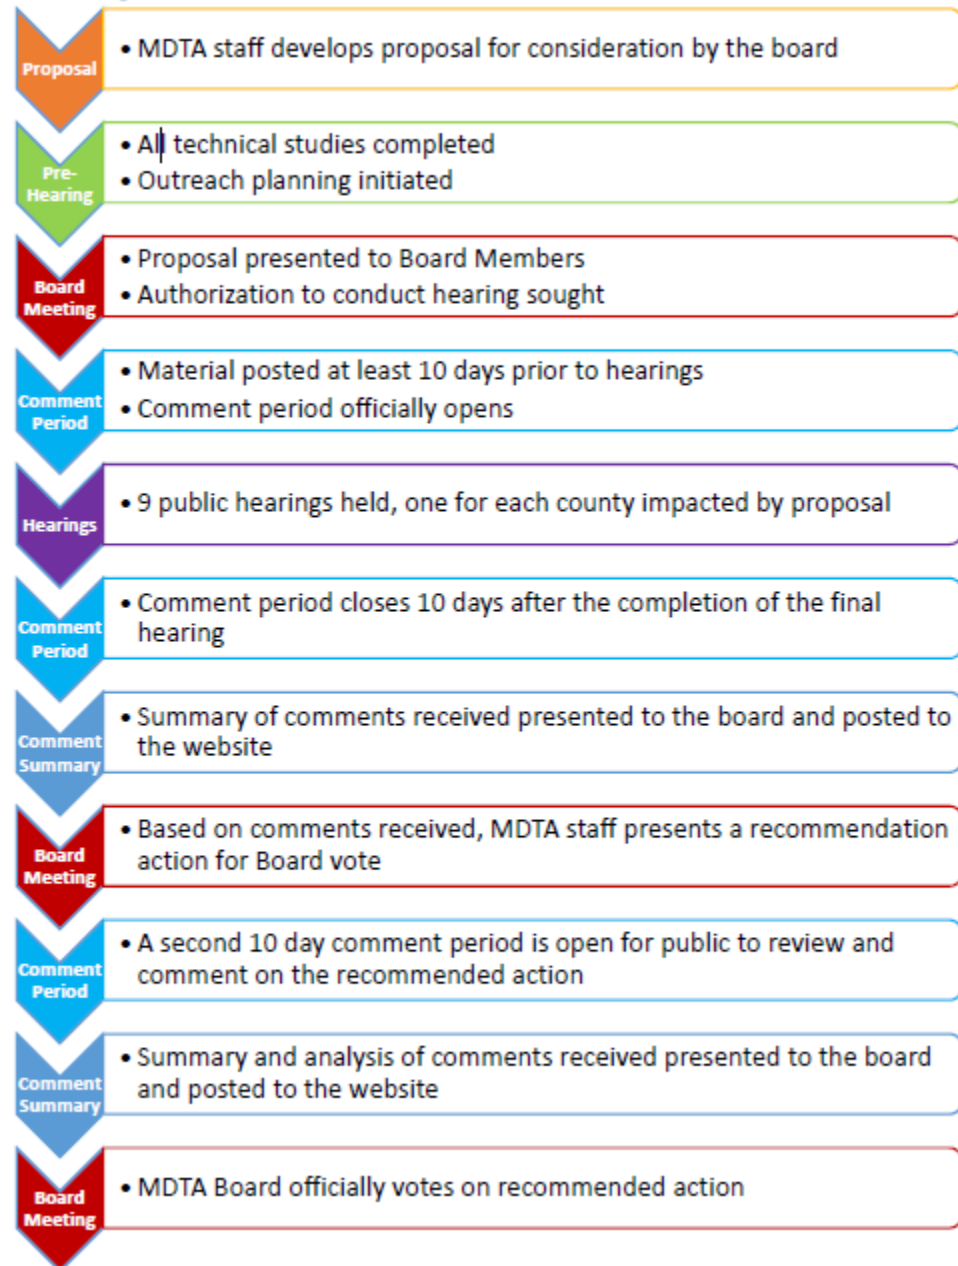 Proposal
• MDTA staff develops proposal for consideration by the board
Pre-
Hearing
• All technical studies completed
• Outreach planning initiated
Board
Meeting
• Proposal presented to Board Members
• Authorization to conduct hearing sought
Comment
Period
• Material posted at least 10 days prior to hearings
• Comment period officially opens
Hearings
• 9 public hearings held, one for each county impacted by proposal
Comment
Period
• Comment period closes 10 days after the completion of the final
hearing
Comment
Summary
• Summary of comments received presented to the board and posted to
the website
Board
Meeting
• Based on comments received, MDTA staff presents a recommendation
action for Board vote
Comment
Period
• A second 10 day comment period is open for public to review and
comment on the recommended action
Comment
Summary
• Summary and analysis of comments received presented to the board
and posted to the website
Board
Meeting
• MDTA Board officially votes on recommended action